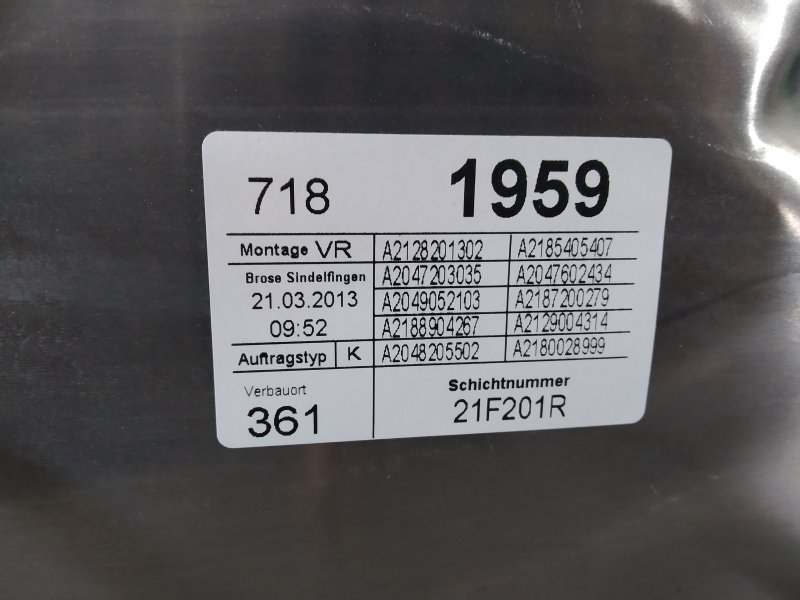 718 1959
Montage VR A2128201302 A2185405407
Brose Sindelfingen A2047203035 A2047602434
21.03.2013 A2049052103 A2187200279
09:52 A2188904267 A2129004314
Auftragstyp K A2048205502 A2180028999
Verbauort Schichtnummer
361 21F201R